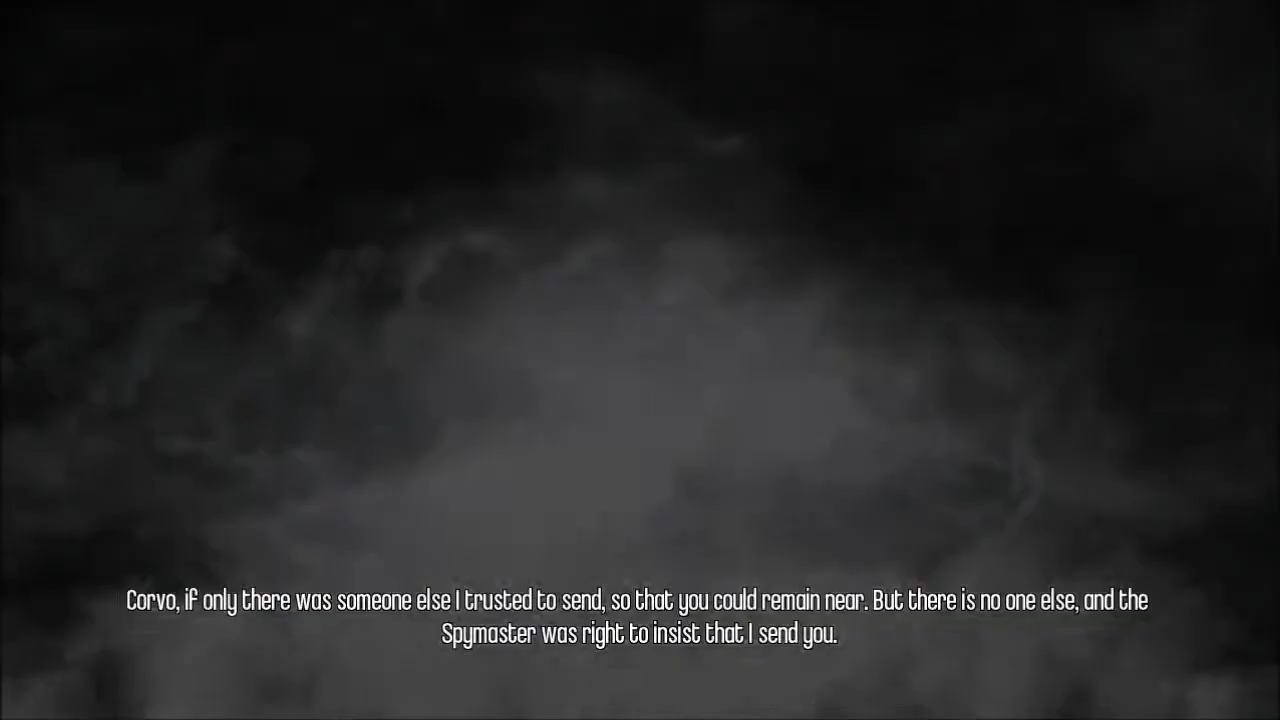 Corvo, if only there was someone else I trusted to send, so that you could remain near. But there is no one else, and the
Spymaster was right to insist that I send you.